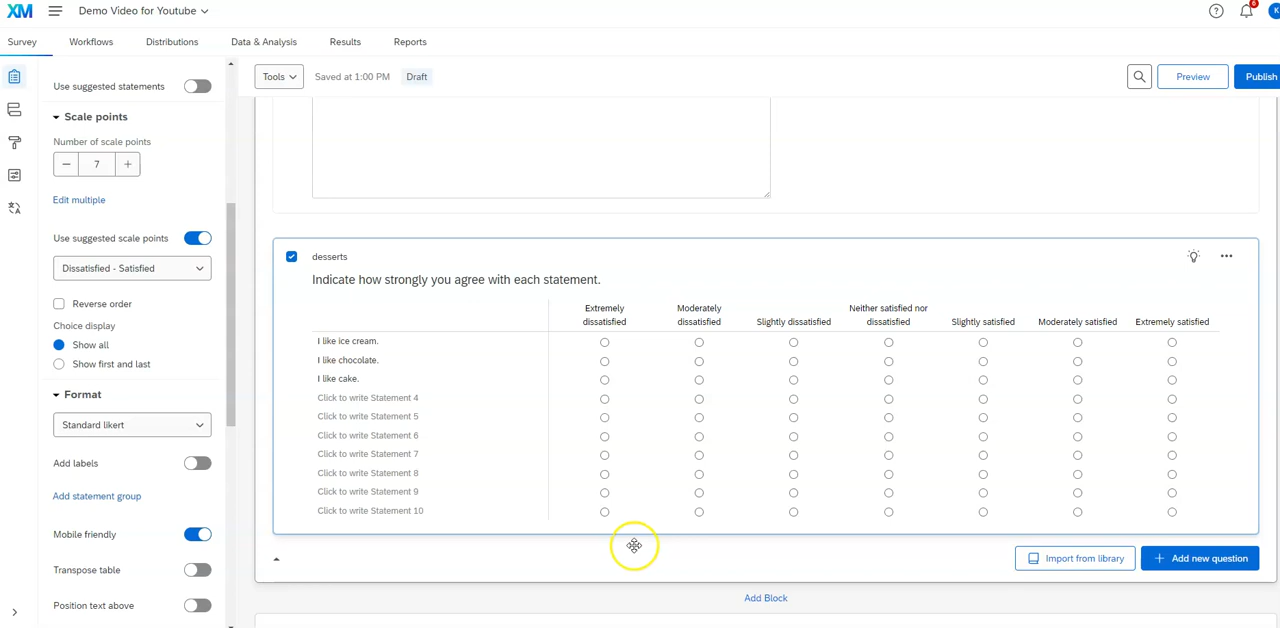 XM Demo Video for Youtube ? 6 K
Survey Workflows Distributions Data & Analysis Results Reports
Tools Saved at 1:00 PM Draft Preview Publish
Use suggested statements
Scale points
Number of scale points
7
Edit multiple
Use suggested scale points
Dissatisfied - Satisfied
Reverse order
Choice display
Show all
Show first and last
Format
Standard likert
Add labels
Add statement group
Mobile friendly
Transpose table
Position text above
desserts
Indicate how strongly you agree with each statement.
Extremely dissatisfied
Moderately dissatisfied
Slightly dissatisfied
Neither satisfied nor dissatisfied
Slightly satisfied
Moderately satisfied
Extremely satisfied
I like ice cream.
I like chocolate.
I like cake.
Click to write Statement 4
Click to write Statement 5
Click to write Statement 6
Click to write Statement 7
Click to write Statement 8
Click to write Statement 9
Click to write Statement 10
Import from library
Add new question
Add Block